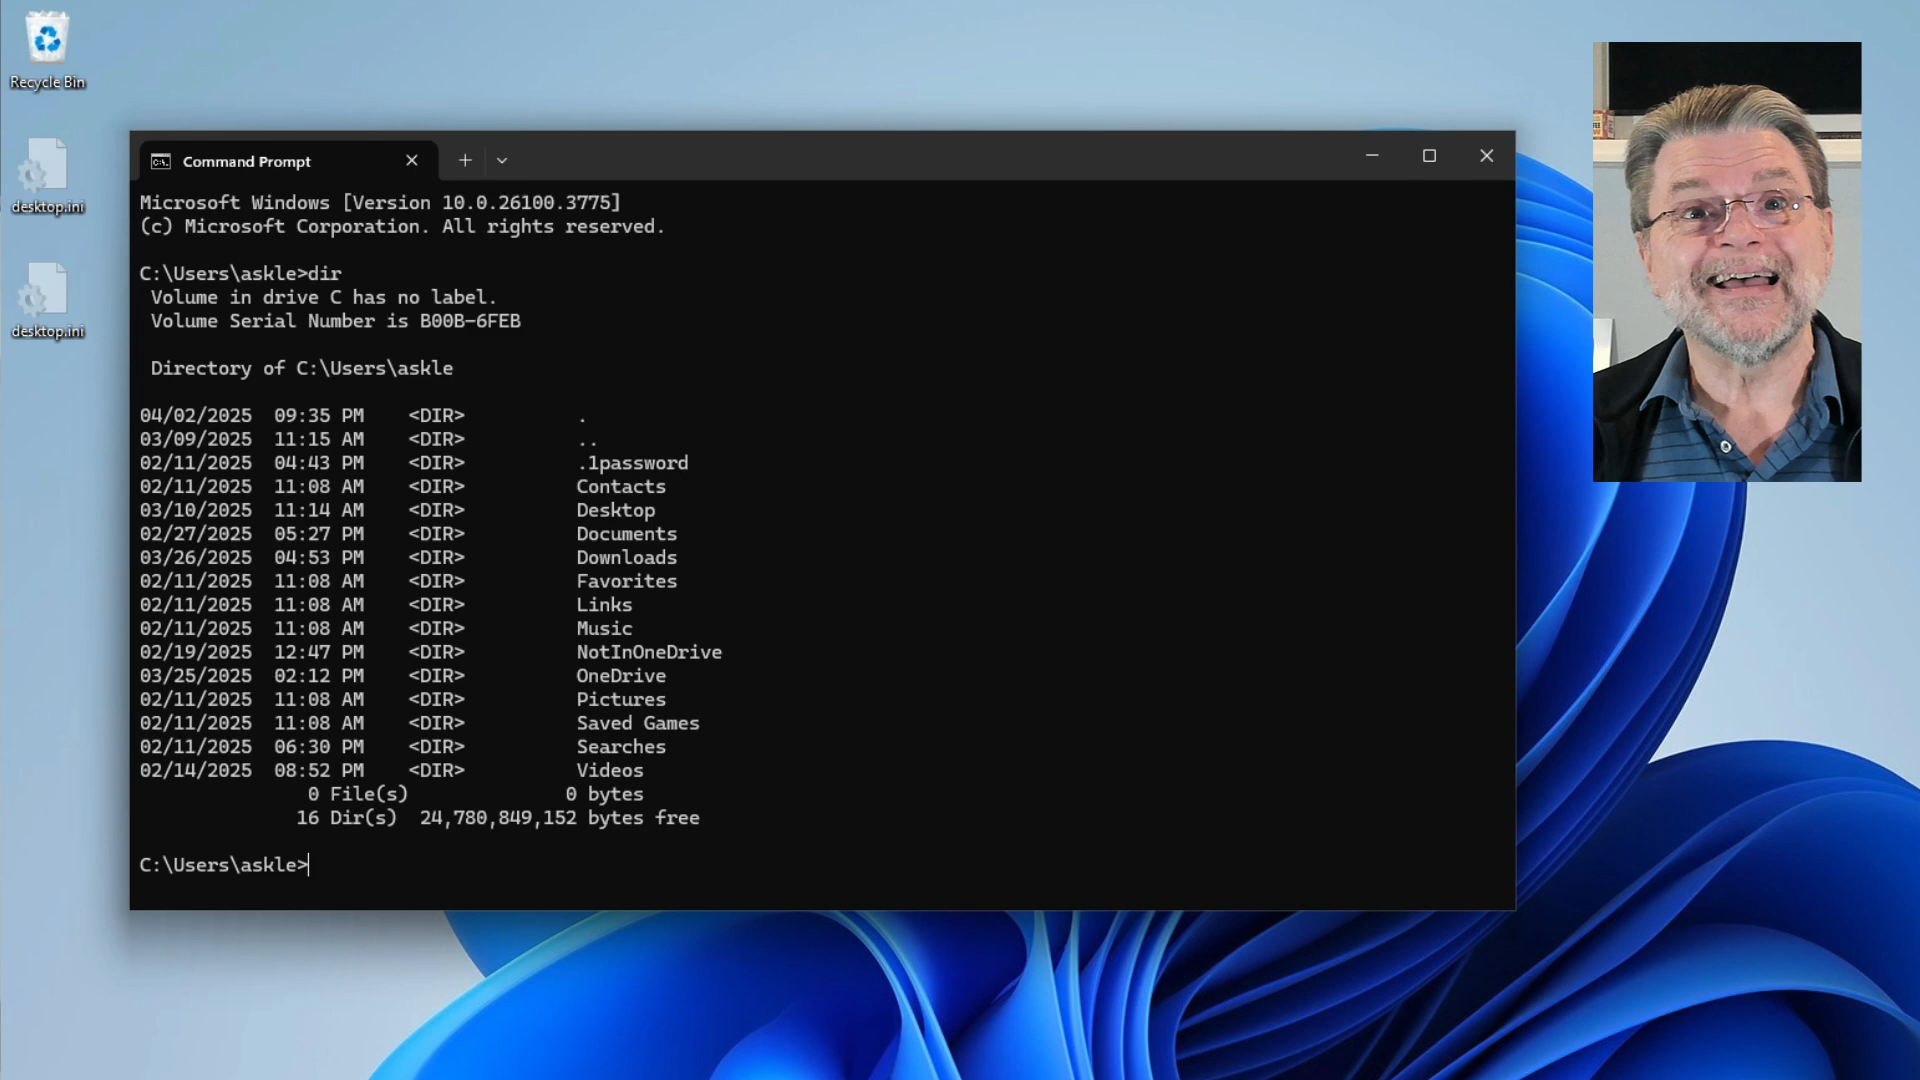 Recycle Bin
desktop.ini
desktop.ini
Command Prompt
Microsoft Windows [Version 10.0.26100.3775]
(c) Microsoft Corporation. All rights reserved.
C:\Users\askle>dir
Volume in drive C has no label.
Volume Serial Number is B00B-6FEB
Directory of C:\Users\askle
04/02/2025  09:35 PM    <DIR>          .
03/09/2025  11:15 AM    <DIR>          ..
02/11/2025  04:43 PM    <DIR>          .1password
02/11/2025  11:08 AM    <DIR>          Contacts
03/10/2025  11:14 AM    <DIR>          Desktop
02/27/2025  05:27 PM    <DIR>          Documents
03/26/2025  04:53 PM    <DIR>          Downloads
02/11/2025  11:08 AM    <DIR>          Favorites
02/11/2025  11:08 AM    <DIR>          Links
02/11/2025  11:08 AM    <DIR>          Music
02/19/2025  12:47 PM    <DIR>          NotInOneDrive
03/25/2025  02:12 PM    <DIR>          OneDrive
02/11/2025  11:08 AM    <DIR>          Pictures
02/11/2025  11:08 AM    <DIR>          Saved Games
02/11/2025  06:30 PM    <DIR>          Searches
02/14/2025  08:52 PM    <DIR>          Videos
0 File(s)              0 bytes
16 Dir(s)  24,780,849,152 bytes free
C:\Users\askle>